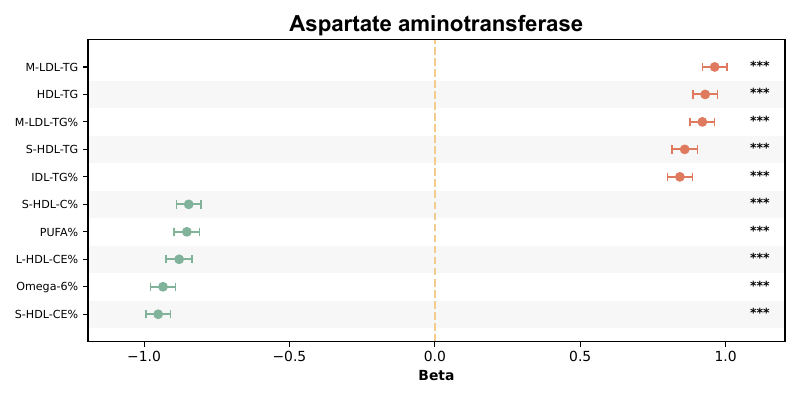 Aspartate aminotransferase
M-LDL-TG ***
HDL-TG ***
M-LDL-TG% ***
S-HDL-TG ***
IDL-TG% ***
S-HDL-C% ***
PUFA% ***
L-HDL-CE% ***
Omega-6% ***
S-HDL-CE% ***
−1.0 −0.5 0.0 0.5 1.0
Beta